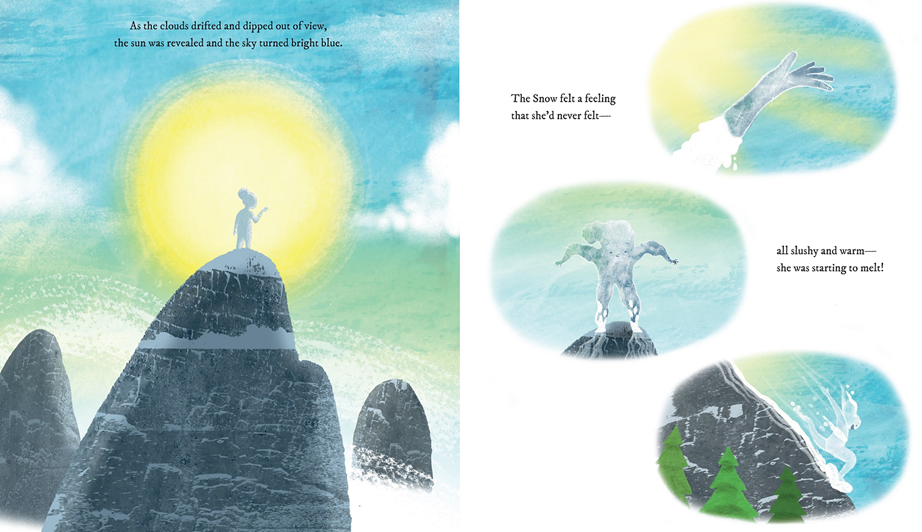 As the clouds drifted and dipped out of view,
the sun was revealed and the sky turned bright blue.
The Snow felt a feeling
that she'd never felt—
all slushy and warm—
she was starting to melt!